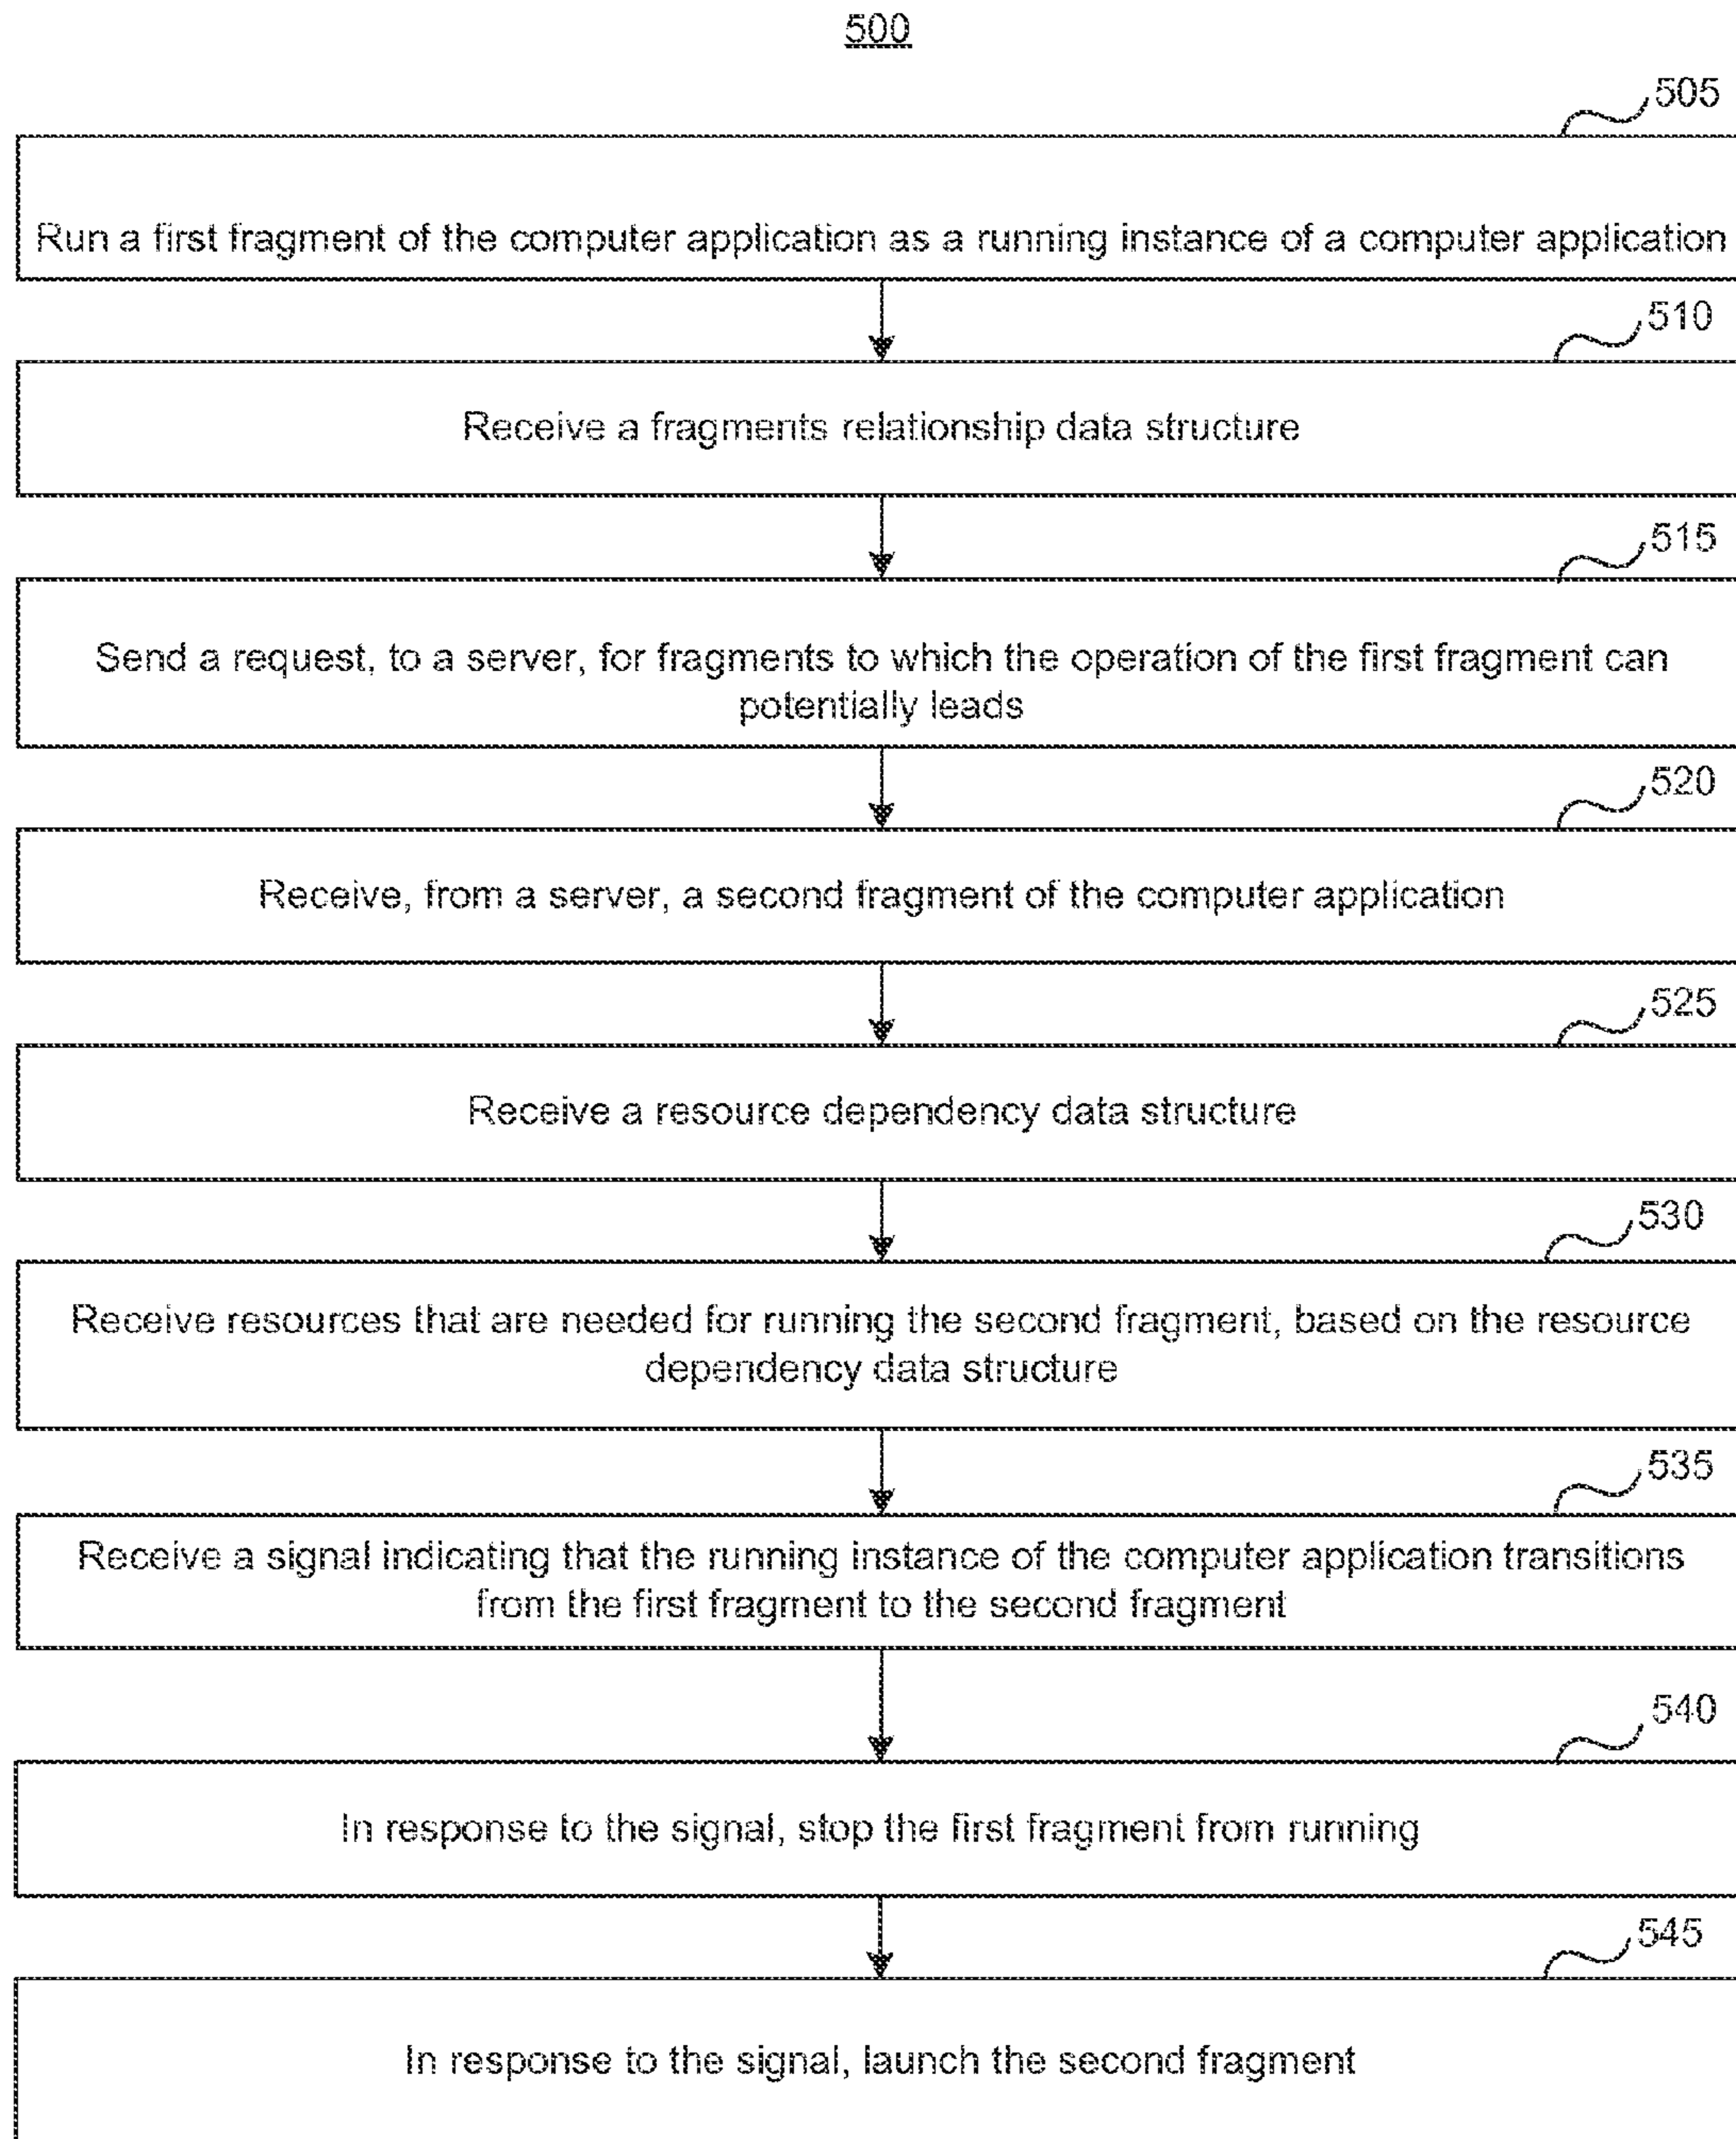 500
505
Run a first fragment of the computer application as a running instance of a computer application
510
Receive a fragments relationship data structure
515
Send a request, to a server, for fragments to which the operation of the first fragment can
potentially leads
520
Receive, from a server, a second fragment of the computer application
525
Receive a resource dependency data structure
530
Receive resources that are needed for running the second fragment, based on the resource
dependency data structure
535
Receive a signal indicating that the running instance of the computer application transitions
from the first fragment to the second fragment
540
In response to the signal, stop the first fragment from running
545
In response to the signal, launch the second fragment